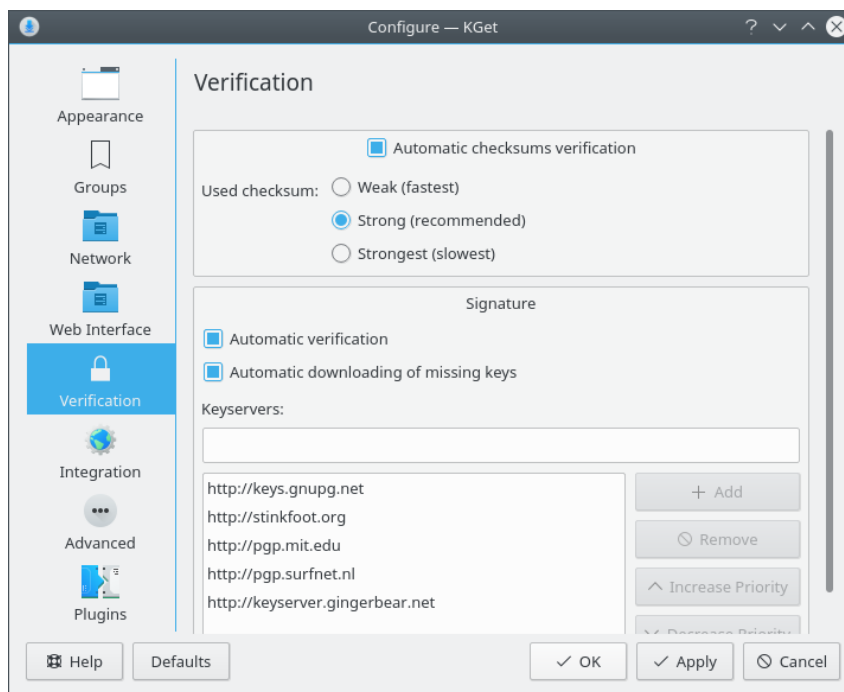 Configure — KGet
Appearance
Groups
Network
Web Interface
Verification
Integration
Advanced
Plugins
Verification
Automatic checksums verification
Used checksum:
Weak (fastest)
Strong (recommended)
Strongest (slowest)
Signature
Automatic verification
Automatic downloading of missing keys
Keyservers:
http://keys.gnupg.net
http://stinkfoot.org
http://pgp.mit.edu
http://pgp.surfnet.nl
http://keyserver.gingerbear.net
Add
Remove
Increase Priority
Decrease Priority
Help
Defaults
OK
Apply
Cancel